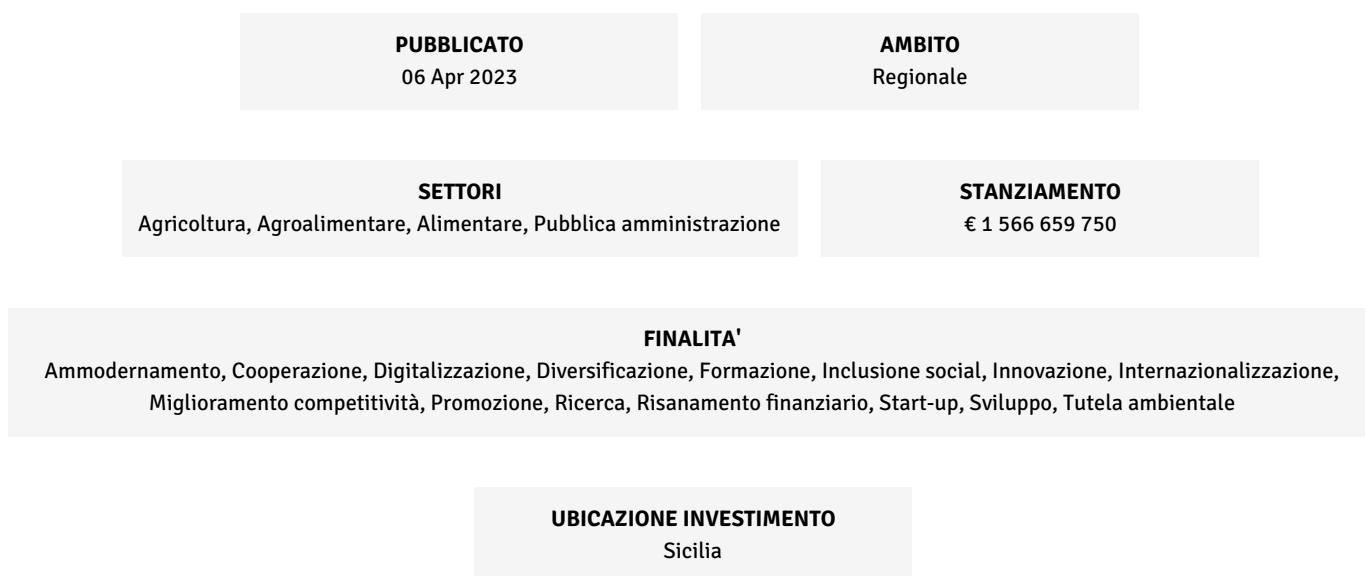 PUBBLICATO
06 Apr 2023
AMBITO
Regionale
SETTORI
Agricoltura, Agroalimentare, Alimentare, Pubblica amministrazione
STANZIAMENTO
€ 1 566 659 750
FINALITA'
Ammodernamento, Cooperazione, Digitalizzazione, Diversificazione, Formazione, Inclusione social, Innovazione, Internazionalizzazione,
Miglioramento competitività, Promozione, Ricerca, Risanamento finanziario, Start-up, Sviluppo, Tutela ambientale
UBICAZIONE INVESTIMENTO
Sicilia